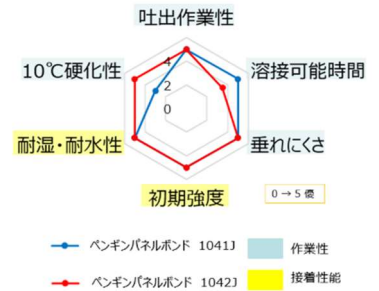 吐出作業性
10℃硬化性
溶接可能時間
4
2
0
耐湿・耐水性
垂れにくさ
初期強度
0→5 優
ペンギンパネルボンド 1041J
作業性
ペンギンパネルボンド 1042J
接着性能